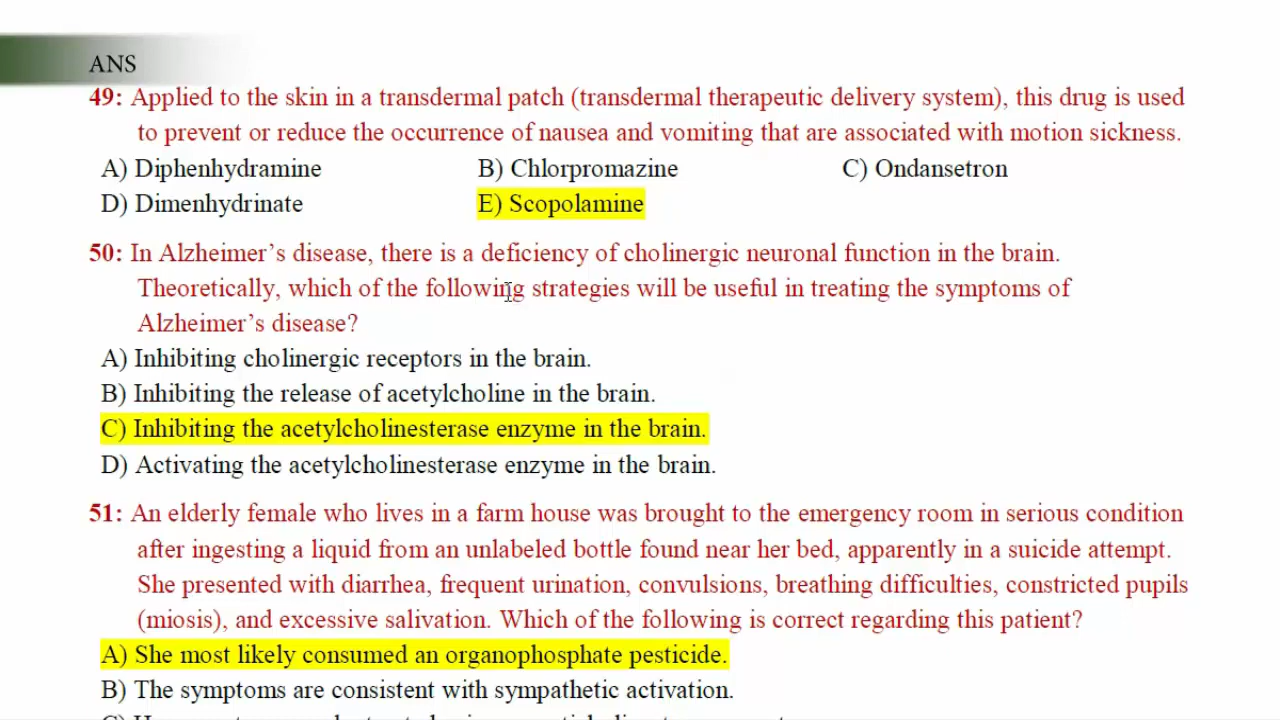 ANS
49: Applied to the skin in a transdermal patch (transdermal therapeutic delivery system), this drug is used
to prevent or reduce the occurrence of nausea and vomiting that are associated with motion sickness.
A) Diphenhydramine B) Chlorpromazine C) Ondansetron
D) Dimenhydrinate E) Scopolamine
50: In Alzheimer’s disease, there is a deficiency of cholinergic neuronal function in the brain.
Theoretically, which of the following strategies will be useful in treating the symptoms of
Alzheimer’s disease?
A) Inhibiting cholinergic receptors in the brain.
B) Inhibiting the release of acetylcholine in the brain.
C) Inhibiting the acetylcholinesterase enzyme in the brain.
D) Activating the acetylcholinesterase enzyme in the brain.
51: An elderly female who lives in a farm house was brought to the emergency room in serious condition
after ingesting a liquid from an unlabeled bottle found near her bed, apparently in a suicide attempt.
She presented with diarrhea, frequent urination, convulsions, breathing difficulties, constricted pupils
(miosis), and excessive salivation. Which of the following is correct regarding this patient?
A) She most likely consumed an organophosphate pesticide.
B) The symptoms are consistent with sympathetic activation.